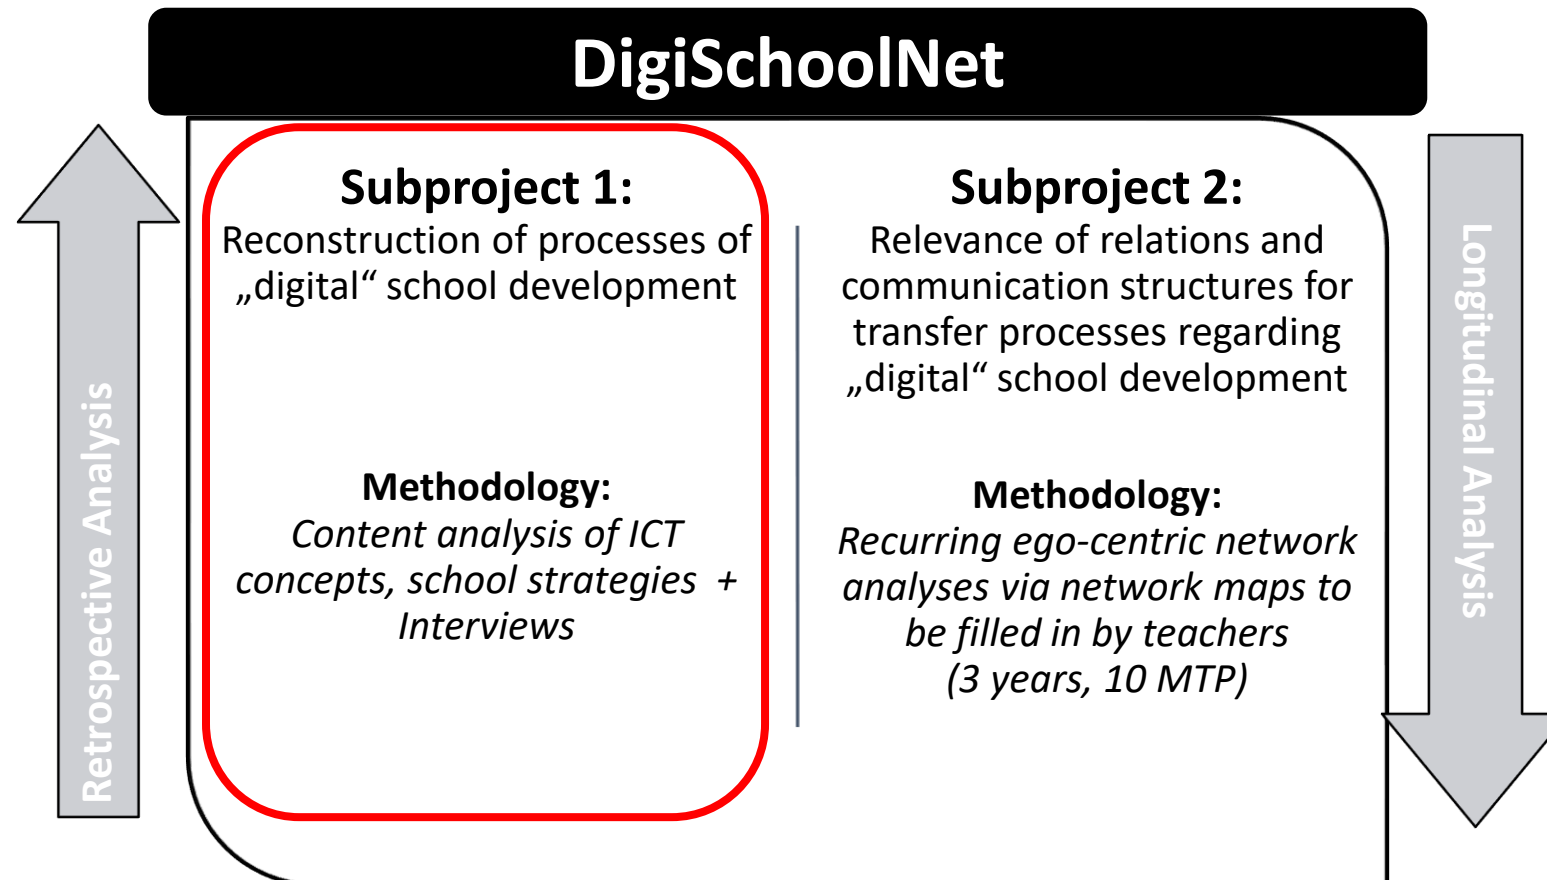 DigiSchoolNet
Retrospective Analysis
Subproject 1:
Reconstruction of processes of
„digital“ school development
Methodology:
Content analysis of ICT
concepts, school strategies +
Interviews
Subproject 2:
Relevance of relations and
communication structures for
transfer processes regarding
„digital“ school development
Methodology:
Recurring ego-centric network
analyses via network maps to
be filled in by teachers
(3 years, 10 MTP)
Longitudinal Analysis